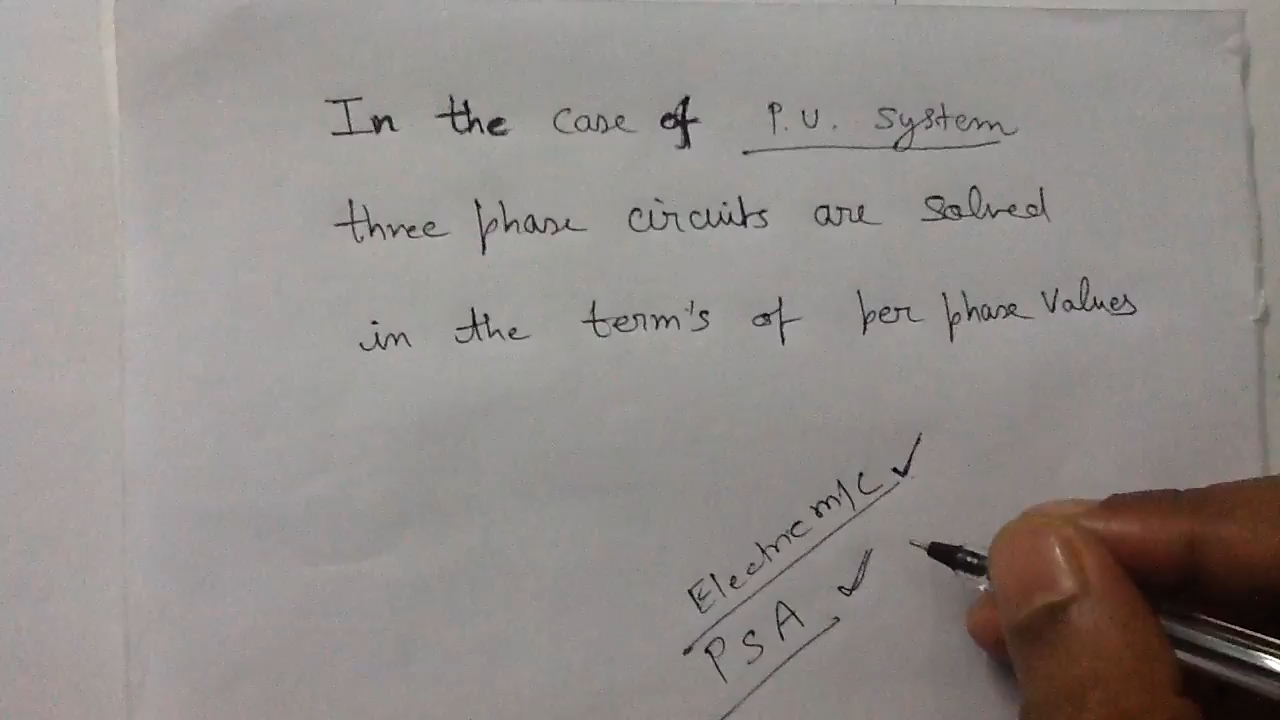 In the case of P.U. System
three phase circuits are solved
in the term's of per phase values
Electric m/c ✓
PSA ✓